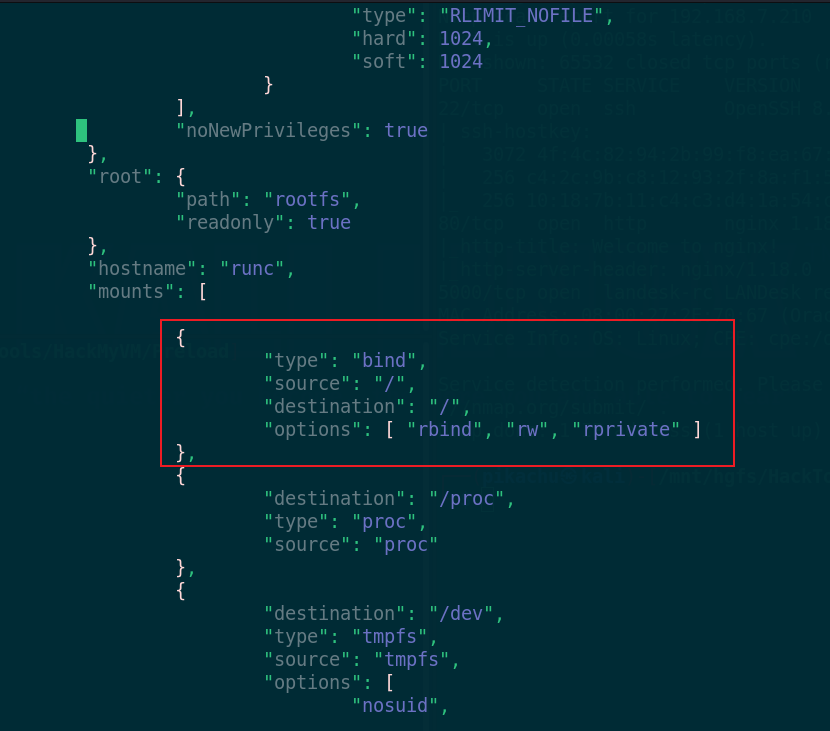 "type": "RLIMIT_NOFILE",
"hard": 1024,
"soft": 1024
}
],
"noNewPrivileges": true
},
"root": {
"path": "rootfs",
"readonly": true
},
"hostname": "runc",
"mounts": [
{
"type": "bind",
"source": "/",
"destination": "/",
"options": [ "rbind", "rw", "rprivate" ]
},
{
"destination": "/proc",
"type": "proc",
"source": "proc"
},
{
"destination": "/dev",
"type": "tmpfs",
"source": "tmpfs",
"options": [
"nosuid",